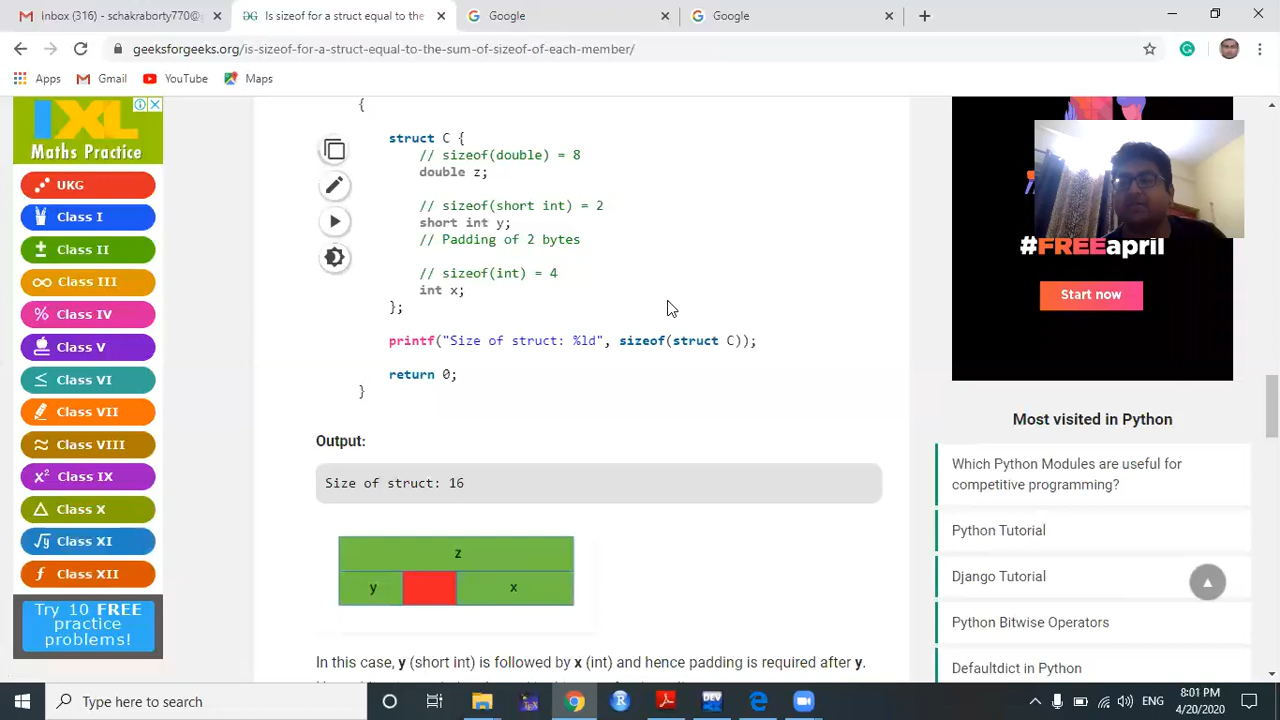 inbox (316) - schakraborty770@g
Is sizeof for a struct equal to the
Google
Google
geeksforgeeks.org/is-sizeof-for-a-struct-equal-to-the-sum-of-sizeof-of-each-member/
Apps
Gmail
YouTube
Maps
IXL
Maths Practice
UKG
Class I
Class II
Class III
Class IV
Class V
Class VI
Class VII
Class VIII
Class IX
Class X
Class XI
Class XII
Try 10 FREE
practice
problems!
{
struct C {
// sizeof(double) = 8
double z;
// sizeof(short int) = 2
short int y;
// Padding of 2 bytes
// sizeof(int) = 4
int x;
};
printf("Size of struct: %ld", sizeof(struct C));
return 0;
}
Output:
Size of struct: 16
z
y
x
In this case, y (short int) is followed by x (int) and hence padding is required after y.
#FREEapril
Start now
Most visited in Python
Which Python Modules are useful for
competitive programming?
Python Tutorial
Django Tutorial
Python Bitwise Operators
Defaultdict in Python
Type here to search
ENG
8:01 PM
4/20/2020